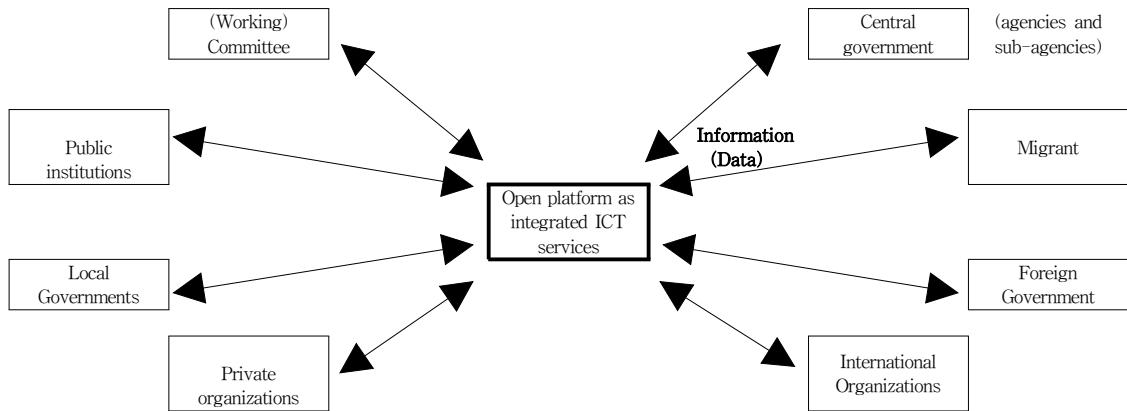 (Working)
Committee
Central
government
(agencies and
sub-agencies)
Public
institutions
Information
(Data)
Migrant
Open platform as
integrated ICT
services
Local
Governments
Foreign
Government
Private
organizations
International
Organizations